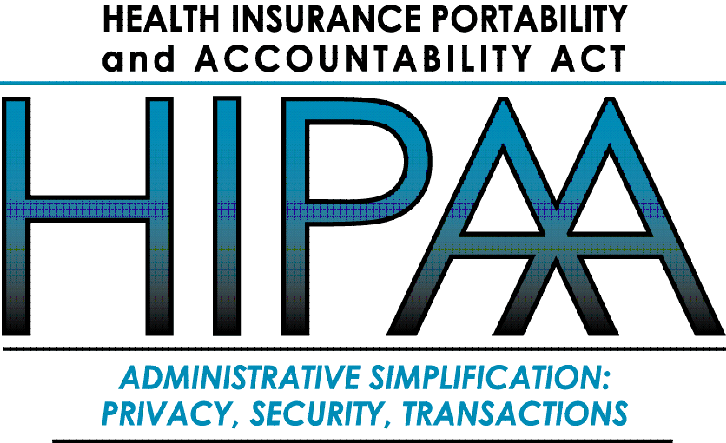 HEALTH INSURANCE PORTABILITY
and ACCOUNTABILITY ACT
HIPAA
ADMINISTRATIVE SIMPLIFICATION:
PRIVACY, SECURITY, TRANSACTIONS